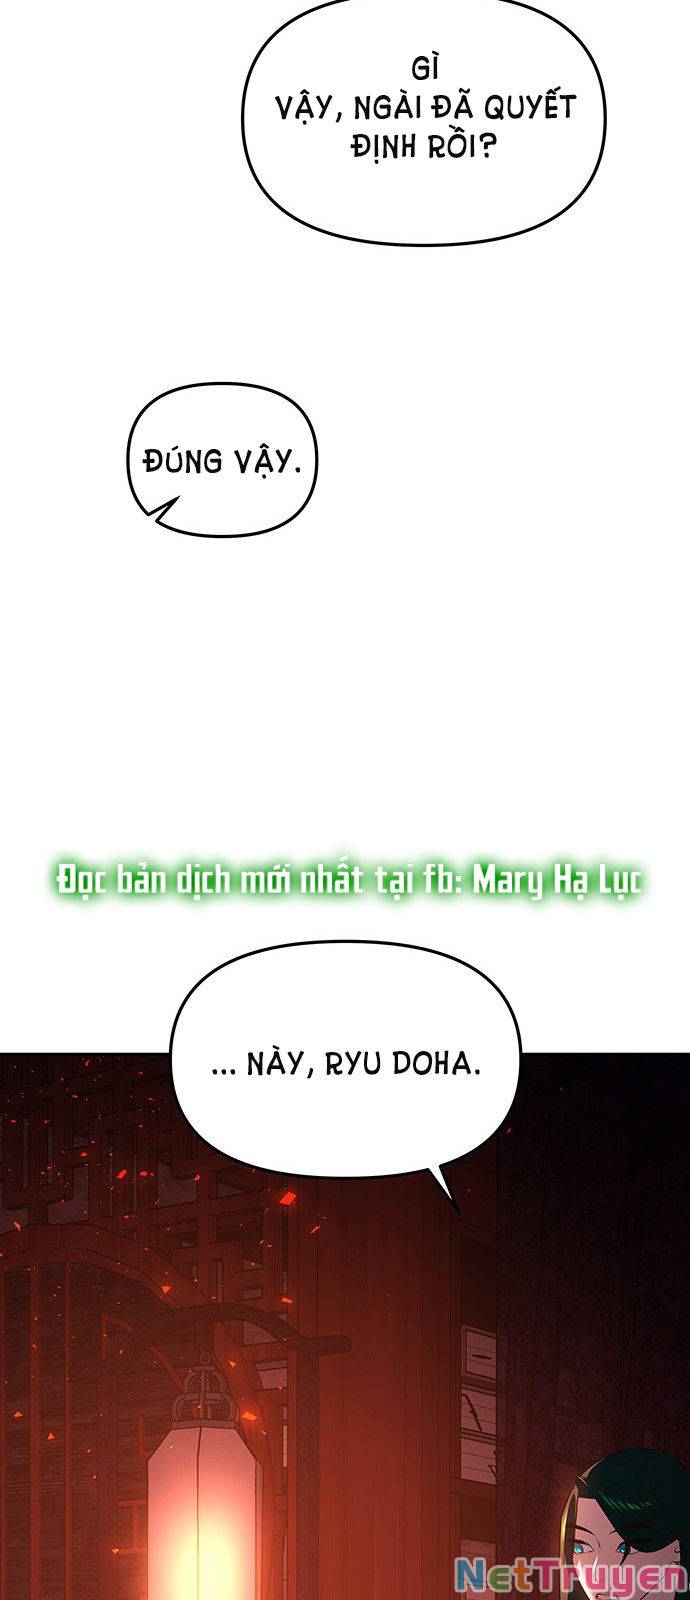 GÌ
VẬY, NGÀI ĐÃ QUYẾT
ĐỊNH RỒI?
ĐÚNG VẬY.
Đọc bản dịch mới nhất tại fb: Mary Hạ Lục
... NÀY, RYU DOHA.
NetTruyen